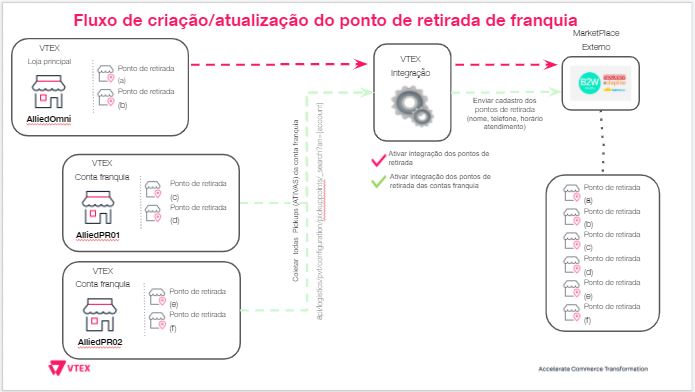 Fluxo de criação/atualização do ponto de retirada de franquia
VTEX
Loja principal
AlliedOmni
Ponto de retirada
(a)
Ponto de retirada
(b)
VTEX
Conta franquia
AlliedPR01
Ponto de retirada
(c)
Ponto de retirada
(d)
VTEX
Conta franquia
AlliedPR02
Ponto de retirada
(e)
Ponto de retirada
(f)
Coletar todas Pickups (ATIVAS) da conta franquia
api/logistics/pvt/configuration/pickuppoints/_search?an={account}
VTEX
Integração
Ativar integração dos pontos de
retirada
Ativar integração dos pontos de
retirada das contas franquia
Enviar cadastro dos
pontos de retirada
(nome, telefone, horário
atendimento)
MarketPlace
Externo
B2W
Ponto de retirada
(a)
Ponto de retirada
(b)
Ponto de retirada
(c)
Ponto de retirada
(d)
Ponto de retirada
(e)
Ponto de retirada
(f)
VTEX
Accelerate Commerce Transformation